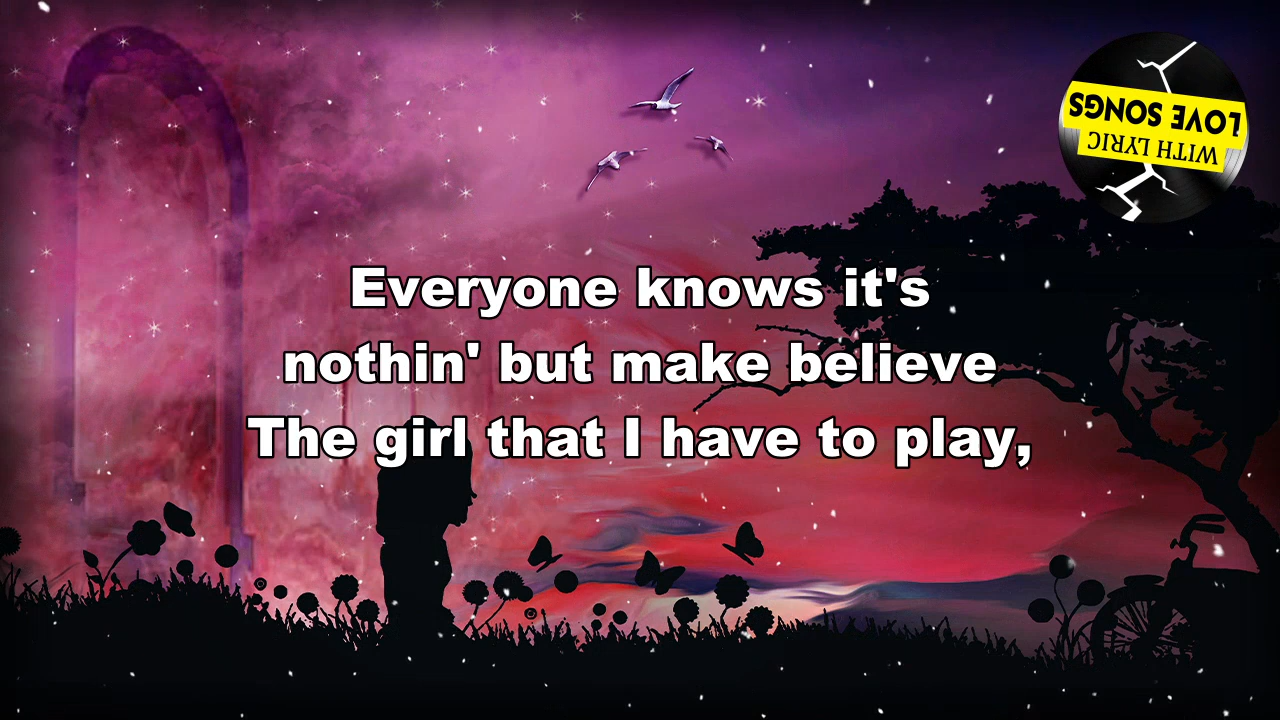 LOVE SONGS
WITH LYRIC
Everyone knows it's
nothin' but make believe
The girl that I have to play,